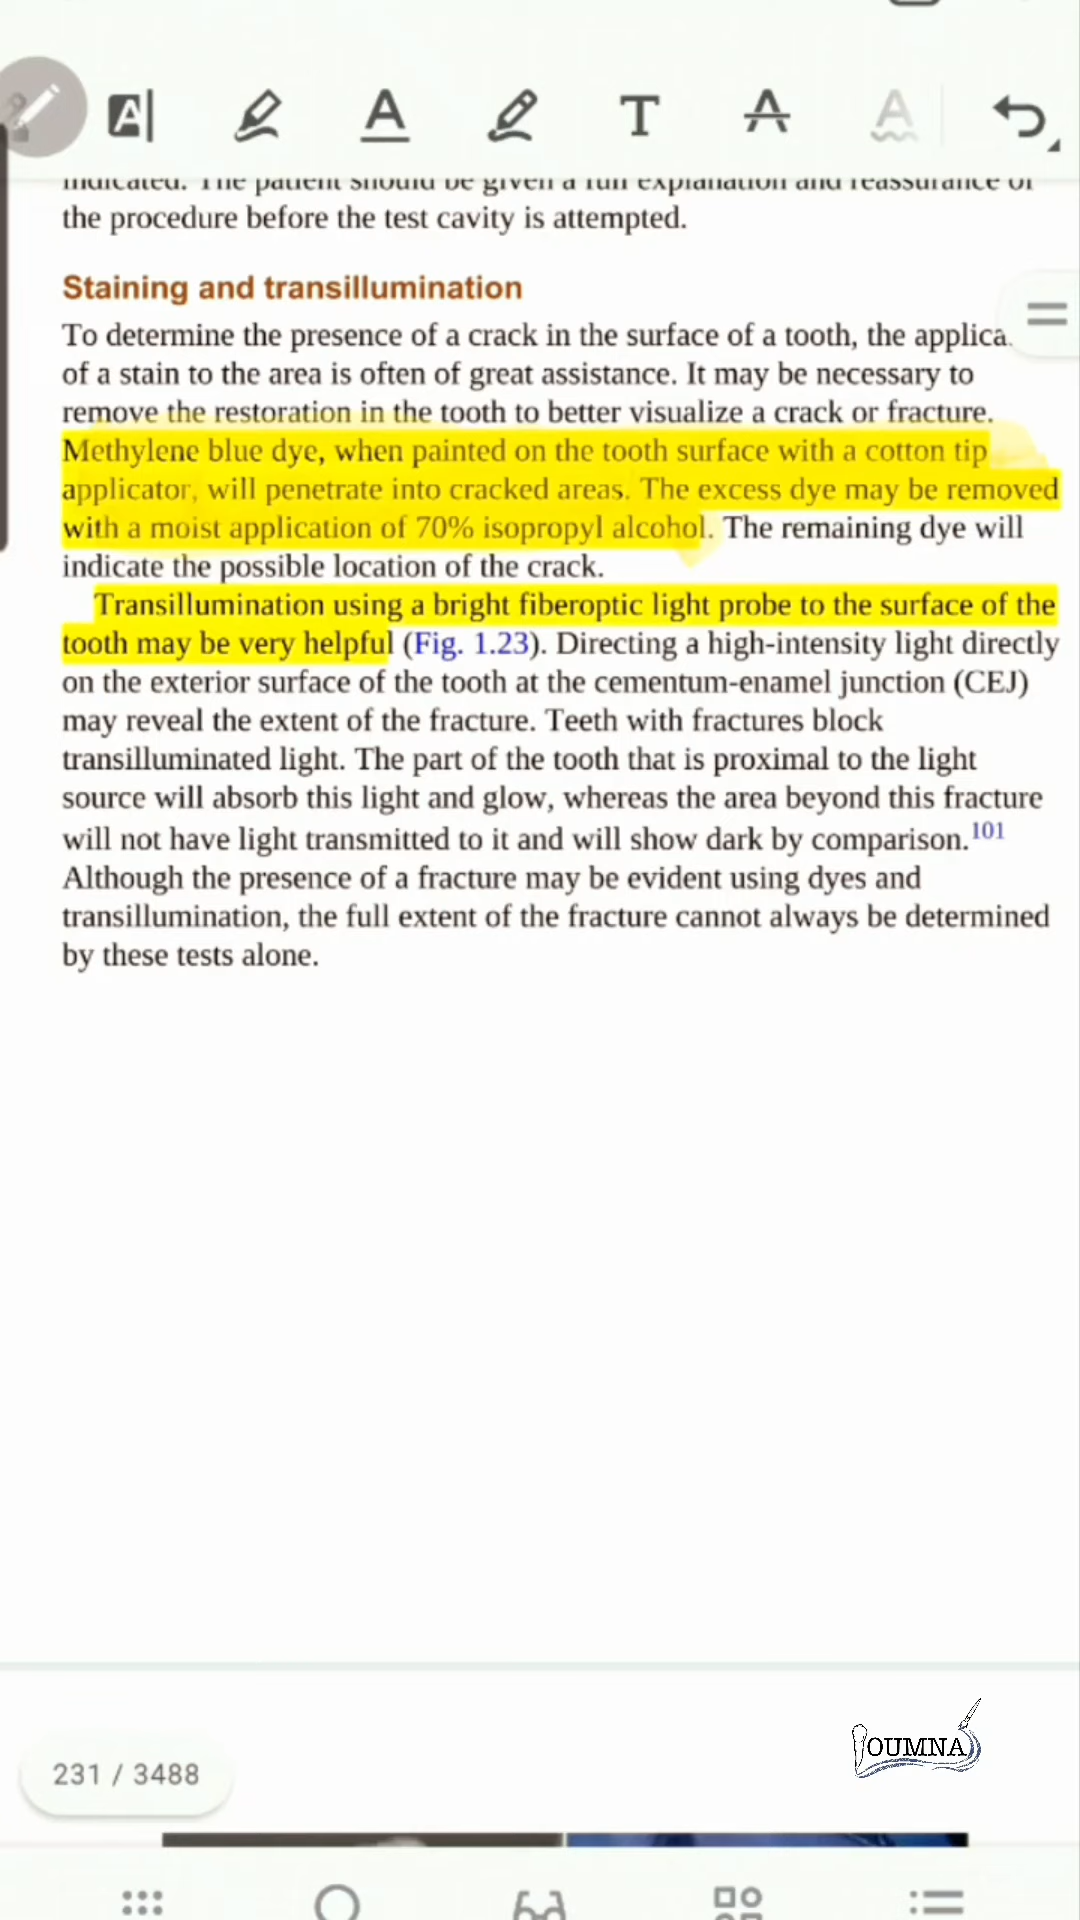 indicated. The patient should be given a full explanation and reassurance of
the procedure before the test cavity is attempted.
Staining and transillumination
To determine the presence of a crack in the surface of a tooth, the applica
of a stain to the area is often of great assistance. It may be necessary to
remove the restoration in the tooth to better visualize a crack or fracture.
Methylene blue dye, when painted on the tooth surface with a cotton tip
applicator, will penetrate into cracked areas. The excess dye may be removed
with a moist application of 70% isopropyl alcohol. The remaining dye will
indicate the possible location of the crack.
Transillumination using a bright fiberoptic light probe to the surface of the
tooth may be very helpful (Fig. 1.23). Directing a high-intensity light directly
on the exterior surface of the tooth at the cementum-enamel junction (CEJ)
may reveal the extent of the fracture. Teeth with fractures block
transilluminated light. The part of the tooth that is proximal to the light
source will absorb this light and glow, whereas the area beyond this fracture
will not have light transmitted to it and will show dark by comparison.101
Although the presence of a fracture may be evident using dyes and
transillumination, the full extent of the fracture cannot always be determined
by these tests alone.
OUMNA
231 / 3488